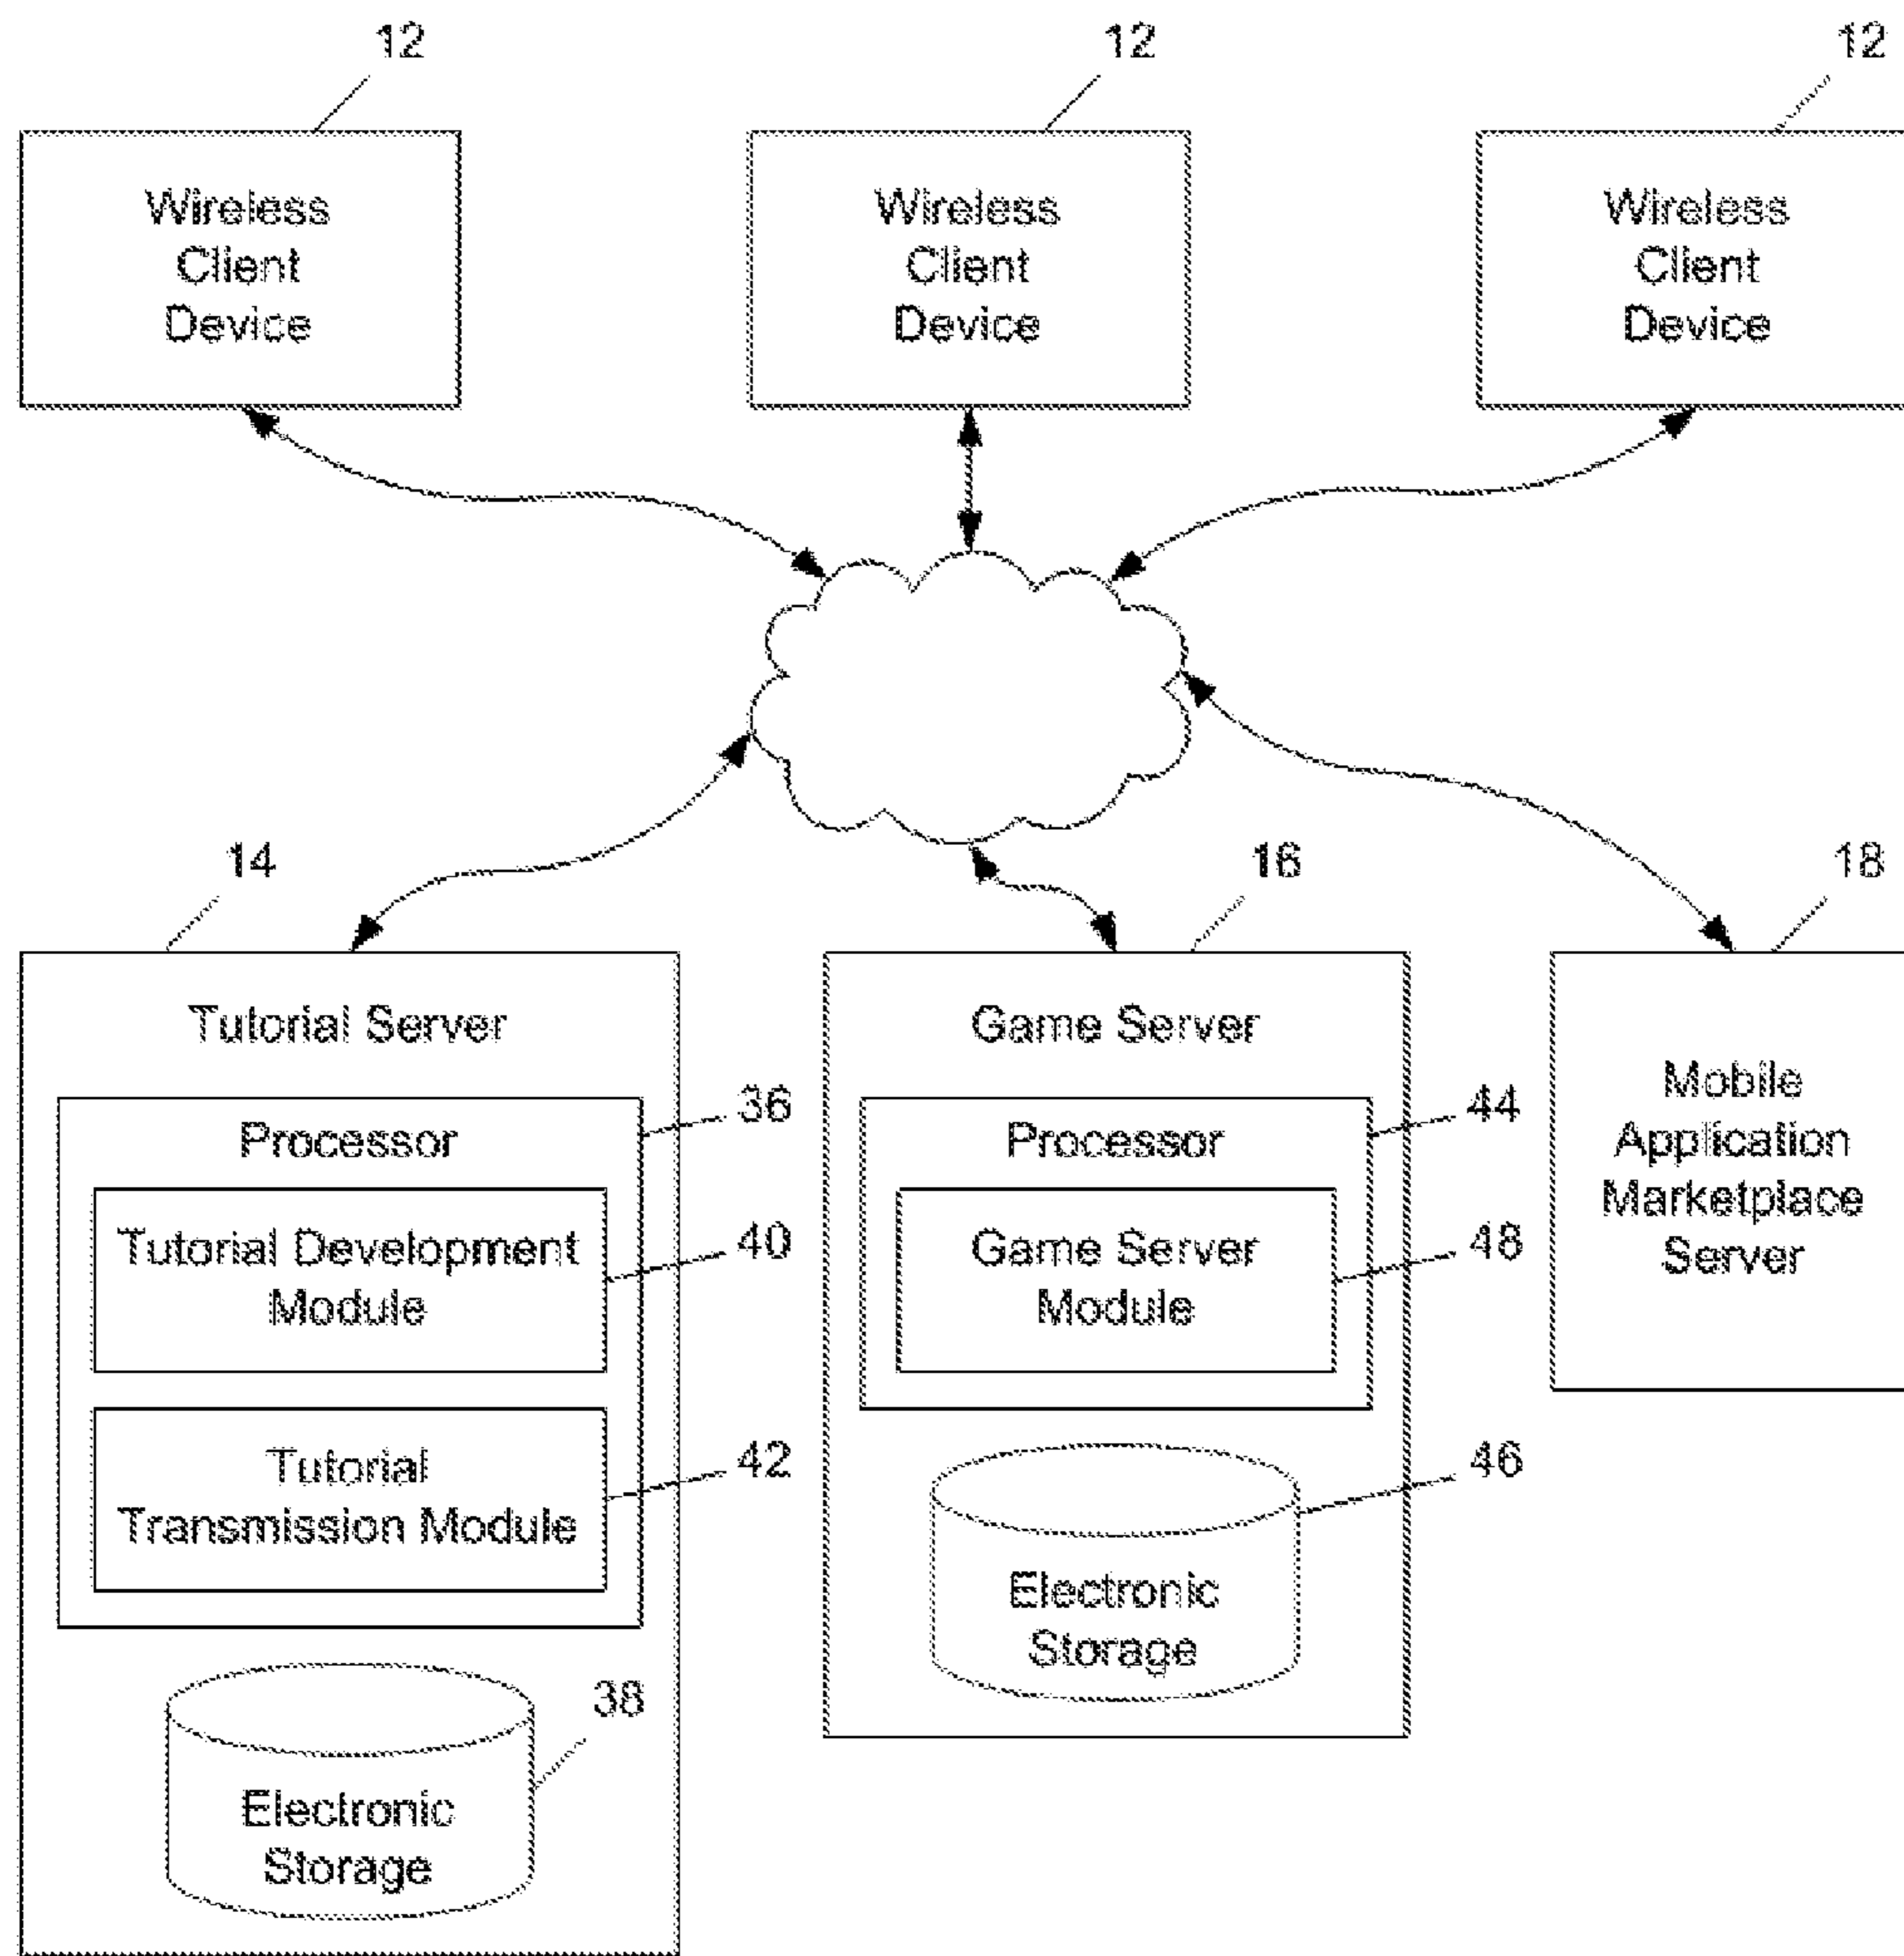 12 12 12
Wireless Wireless Wireless
Client Client Client
Device Device Device
14 16 18
Tutorial Server
Processor 36
Tutorial Development
Module
40
Tutorial
Transmission Module
42
Electronic
Storage
38
Game Server
Processor 44
Game Server
Module
48
Electronic
Storage
46
Mobile
Application
Marketplace
Server